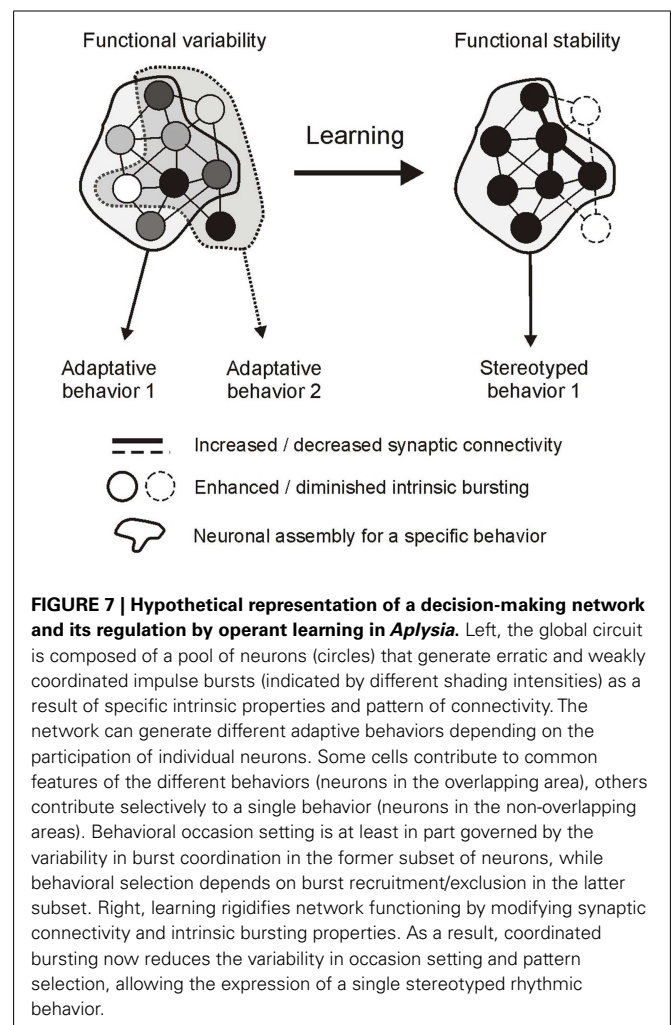 Functional variability
Functional stability
Learning
Adaptative
behavior 1
Adaptative
behavior 2
Stereotyped
behavior 1
Increased / decreased synaptic connectivity
Enhanced / diminished intrinsic bursting
Neuronal assembly for a specific behavior
FIGURE 7 | Hypothetical representation of a decision-making network
and its regulation by operant learning in Aplysia. Left, the global circuit
is composed of a pool of neurons (circles) that generate erratic and weakly
coordinated impulse bursts (indicated by different shading intensities) as a
result of specific intrinsic properties and pattern of connectivity. The
network can generate different adaptive behaviors depending on the
participation of individual neurons. Some cells contribute to common
features of the different behaviors (neurons in the overlapping area), others
contribute selectively to a single behavior (neurons in the non-overlapping
areas). Behavioral occasion setting is at least in part governed by the
variability in burst coordination in the former subset of neurons, while
behavioral selection depends on burst recruitment/exclusion in the latter
subset. Right, learning rigidifies network functioning by modifying synaptic
connectivity and intrinsic bursting properties. As a result, coordinated
bursting now reduces the variability in occasion setting and pattern
selection, allowing the expression of a single stereotyped rhythmic
behavior.